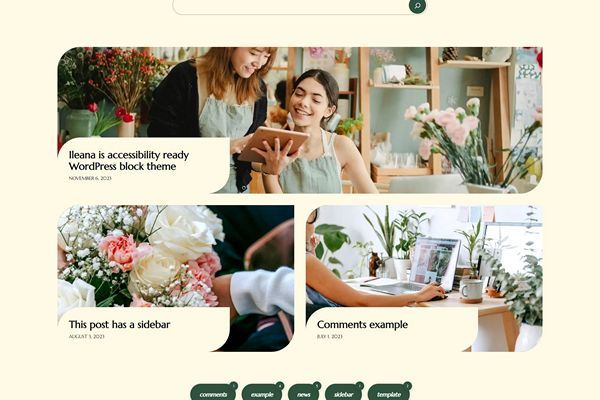 Ileana is accessibility ready
WordPress block theme
NOVEMBER 6, 2023
This post has a sidebar
AUGUST 3, 2023
Comments example
JULY 1, 2023
comments
example
news
sidebar
template